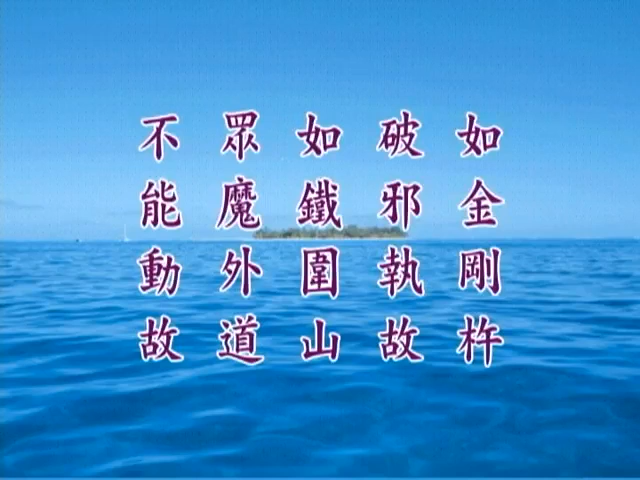 如金剛杵
破邪執故
如鐵圍山
眾魔外道
不能動故